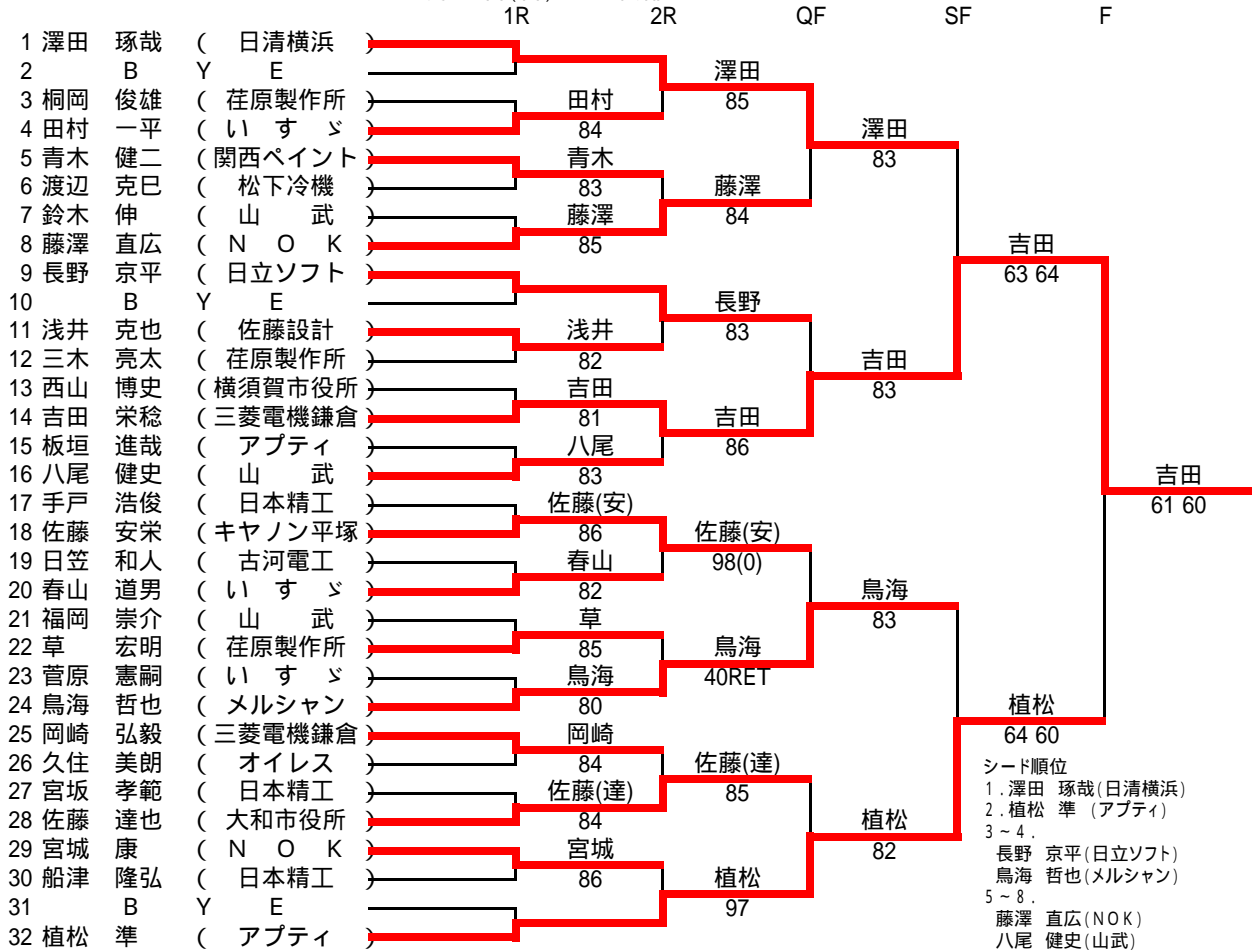 1R 2R QF SF F
1 澤田 琢哉 ( 日清横浜 )
2 B Y E
澤田
3 桐岡 俊雄 ( 荏原製作所 ) 田村 85
4 田村 一平 ( い す ゞ ) 84 澤田
5 青木 健二 ( 関西ペイント ) 青木 83
6 渡辺 克巳 ( 松下冷機 ) 83 藤澤
7 鈴木 伸 ( 山 武 ) 藤澤 84
8 藤澤 直広 ( N O K ) 85 吉田
9 長野 京平 ( 日立ソフト ) 63 64
10 B Y E 長野
11 浅井 克也 ( 佐藤設計 ) 浅井 83
12 三木 亮太 ( 荏原製作所 ) 82 吉田
13 西山 博史 ( 横須賀市役所 ) 吉田 83
14 吉田 栄稔 ( 三菱電機鎌倉 ) 81 吉田
15 板垣 進哉 ( アプティ ) 八尾 86
16 八尾 健史 ( 山 武 ) 83 吉田
17 手戸 浩俊 ( 日本精工 ) 佐藤(安) 61 60
18 佐藤 安栄 ( キヤノン平塚 ) 86 佐藤(安)
19 日笠 和人 ( 古河電工 ) 春山 98(0)
20 春山 道男 ( い す ゞ ) 82 鳥海
21 福岡 崇介 ( 山 武 ) 草 83
22 草 宏明 ( 荏原製作所 ) 85 鳥海
23 菅原 憲嗣 ( い す ゞ ) 鳥海 40RET
24 鳥海 哲也 ( メルシャン ) 80 植松
25 岡崎 弘毅 ( 三菱電機鎌倉 ) 岡崎 64 60
26 久住 美朗 ( オイレス ) 84 佐藤(達)
27 宮坂 孝範 ( 日本精工 ) 佐藤(達) 85
28 佐藤 達也 ( 大和市役所 ) 84 植松
29 宮城 康 ( N O K ) 宮城 82
30 船津 隆弘 ( 日本精工 ) 86 植松
31 B Y E 97
32 植松 準 ( アプティ )
シード順位
1.澤田 琢哉(日清横浜)
2.植松 準 (アプティ)
3~4.
長野 京平(日立ソフト)
鳥海 哲也(メルシャン)
5~8.
藤澤 直広(NOK)
八尾 健史(山武)